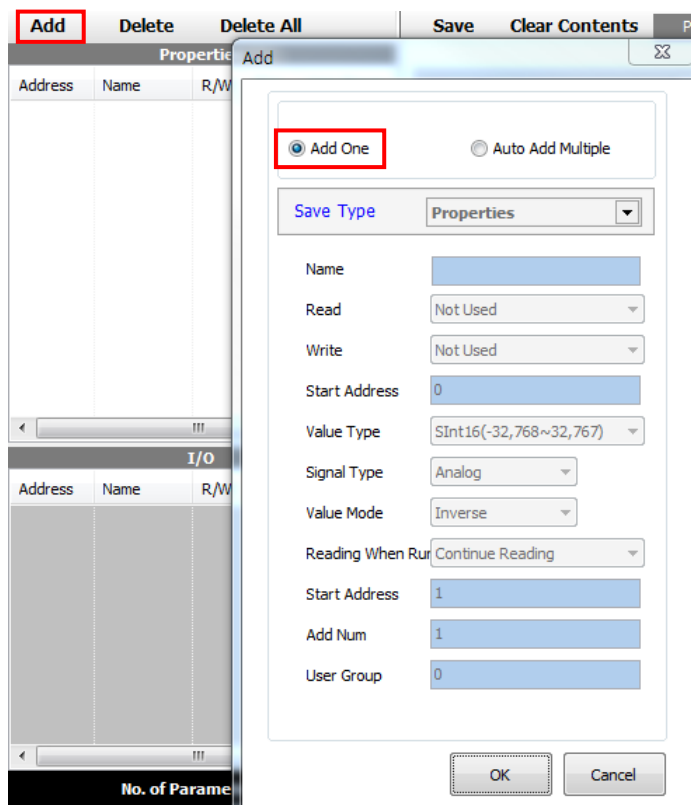 Add Delete Delete All Save Clear Contents P
Propertie
Add
Address Name R/W
Add One Auto Add Multiple
Save Type Properties
Name
Read Not Used
Write Not Used
Start Address 0
Value Type SInt16(-32,768~32,767)
I/O
Signal Type Analog
Address Name R/W
Value Mode Inverse
Reading When Rur Continue Reading
Start Address 1
Add Num 1
User Group 0
OK Cancel
No. of Parame